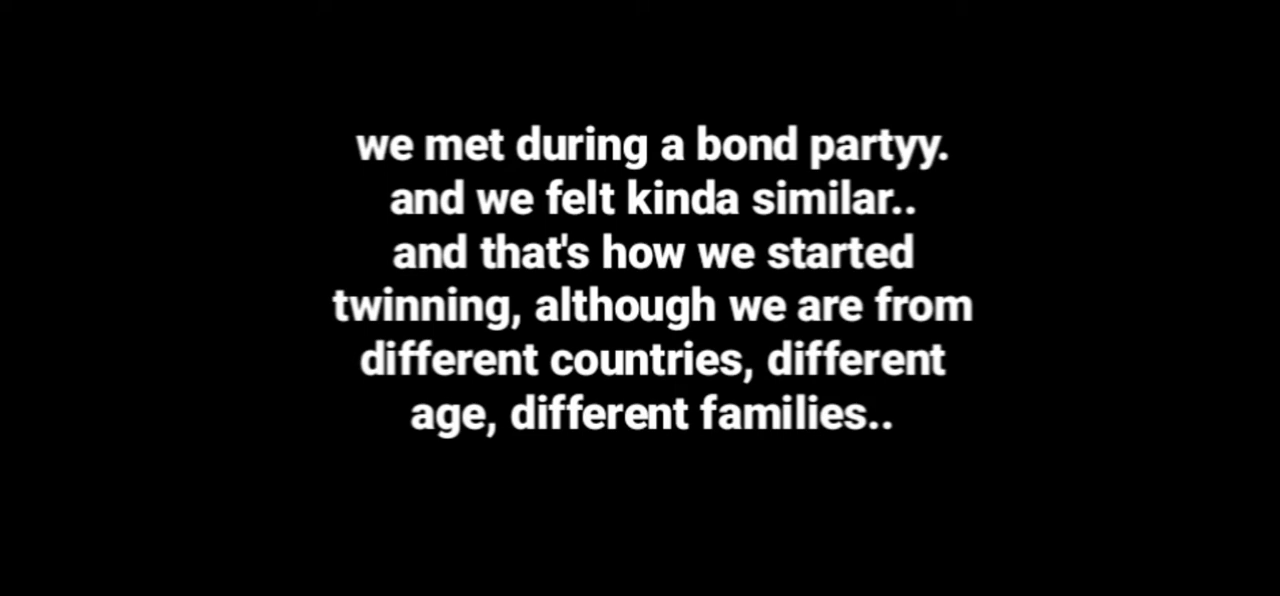 we met during a bond partyy.
and we felt kinda similar..
and that's how we started
twinning, although we are from
different countries, different
age, different families..